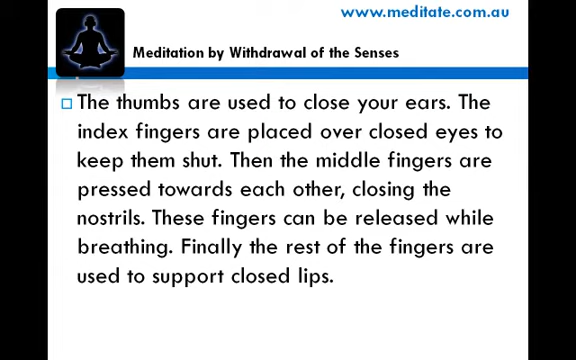 www.meditate.com.au
Meditation by Withdrawal of the Senses
The thumbs are used to close your ears. The
index fingers are placed over closed eyes to
keep them shut. Then the middle fingers are
pressed towards each other, closing the
nostrils. These fingers can be released while
breathing. Finally the rest of the fingers are
used to support closed lips.